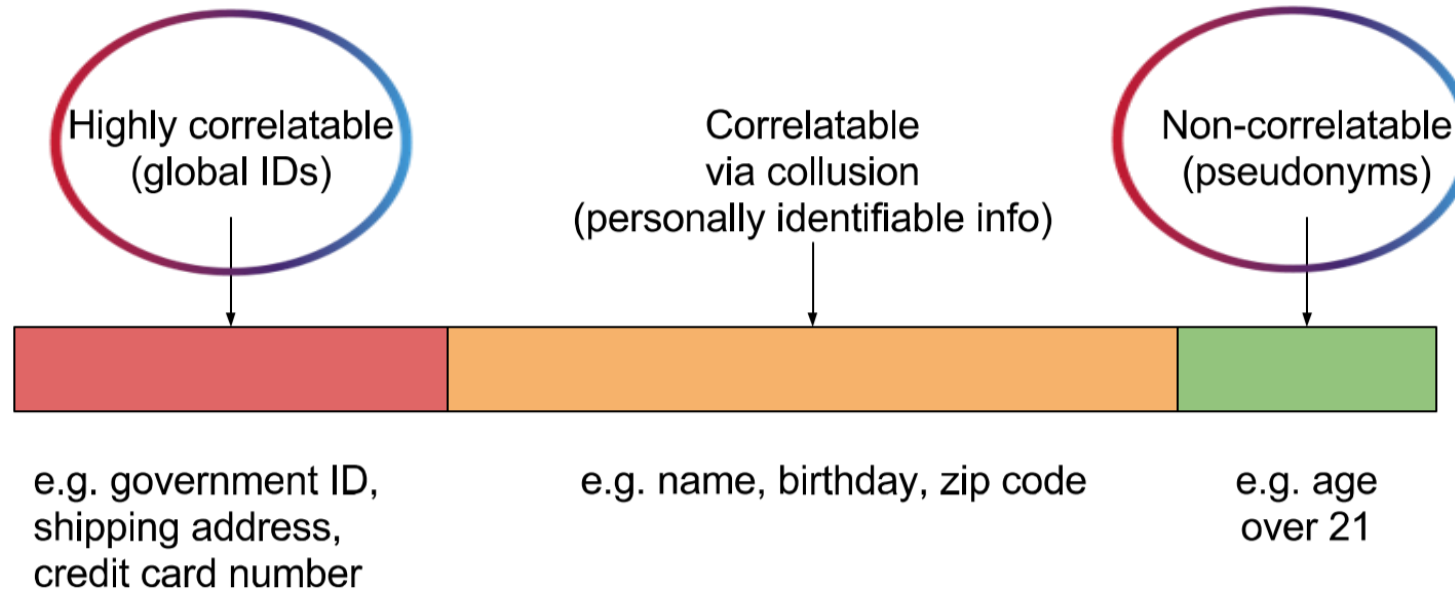 Highly correlatable
(global IDs)
Correlatable
via collusion
(personally identifiable info)
Non-correlatable
(pseudonyms)
e.g. government ID,
shipping address,
credit card number
e.g. name, birthday, zip code
e.g. age
over 21